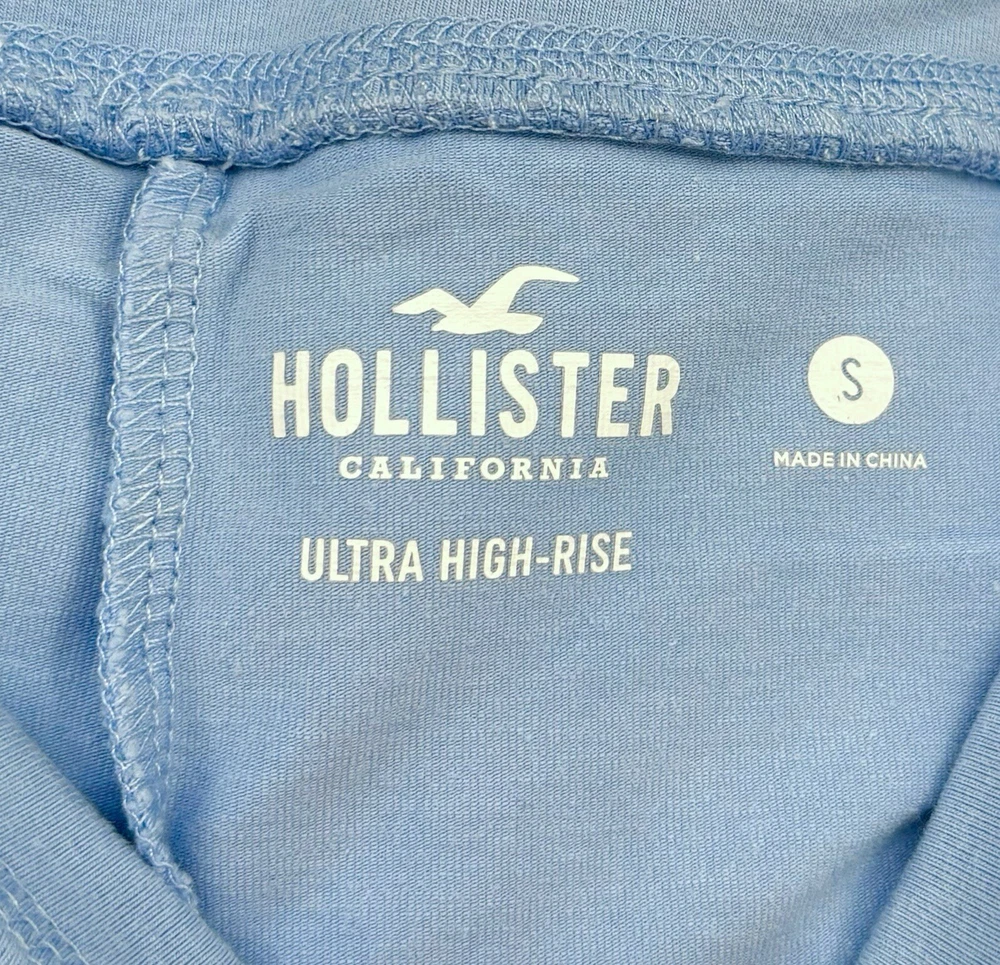 HOLLISTER
CALIFORNIA
ULTRA HIGH-RISE
S
MADE IN CHINA